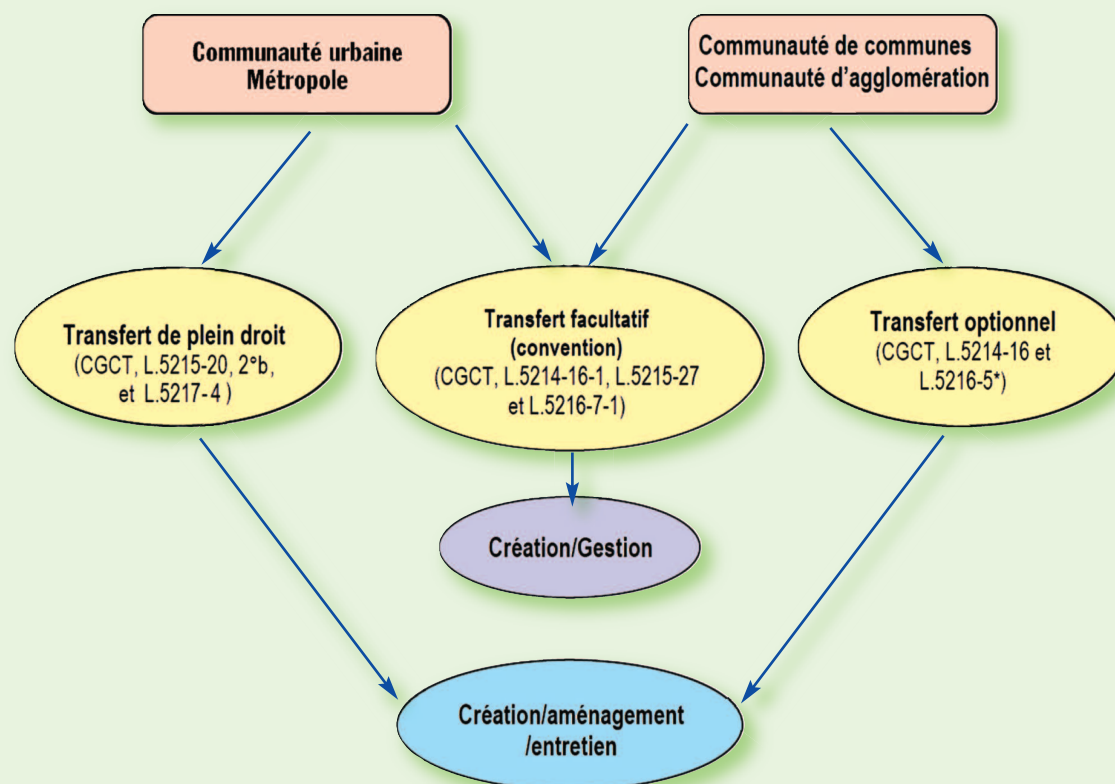 Communauté urbaine
Métropole
Communauté de communes
Communauté d'agglomération
Transfert de plein droit
(CGCT, L.5215-20, 2°b,
et L.5217-4 )
Transfert facultatif
(convention)
(CGCT, L.5214-16-1, L.5215-27
et L.5216-7-1)
Transfert optionnel
(CGCT, L.5214-16 et
L.5216-5*)
Création/Gestion
Création/aménagement
/entretien